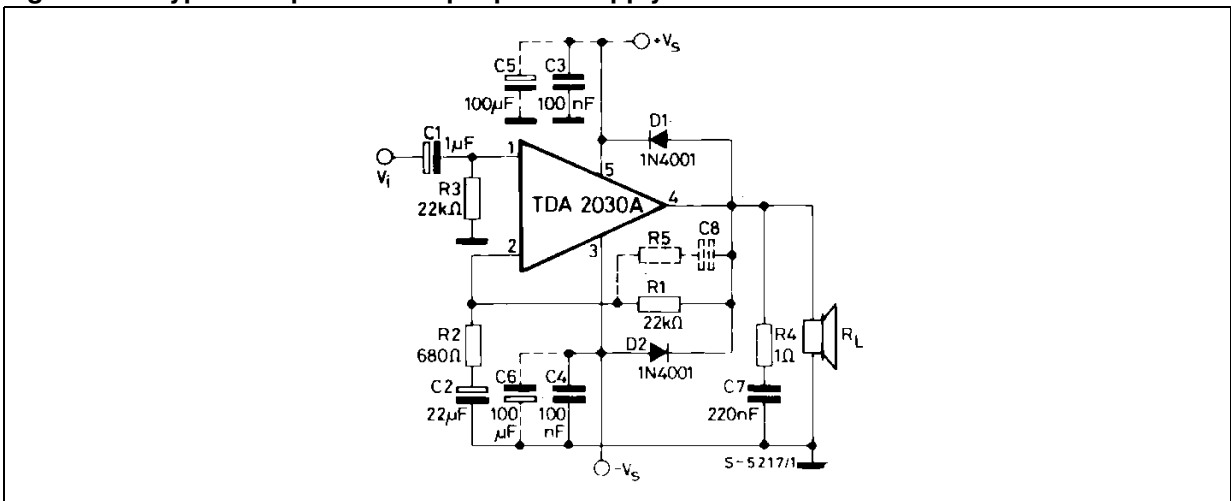 +Vs
C5
C3
100µF
100 nF
D1
1N4001
C1
1µF
Vi
1
5
R3
22kΩ
TDA 2030A
4
2
3
R5
C8
R1
22kΩ
R2
680Ω
D2
1N4001
R4
1Ω
RL
C2
22µF
C6
100
µF
C4
100
nF
C7
220nF
S-5217/1
-Vs